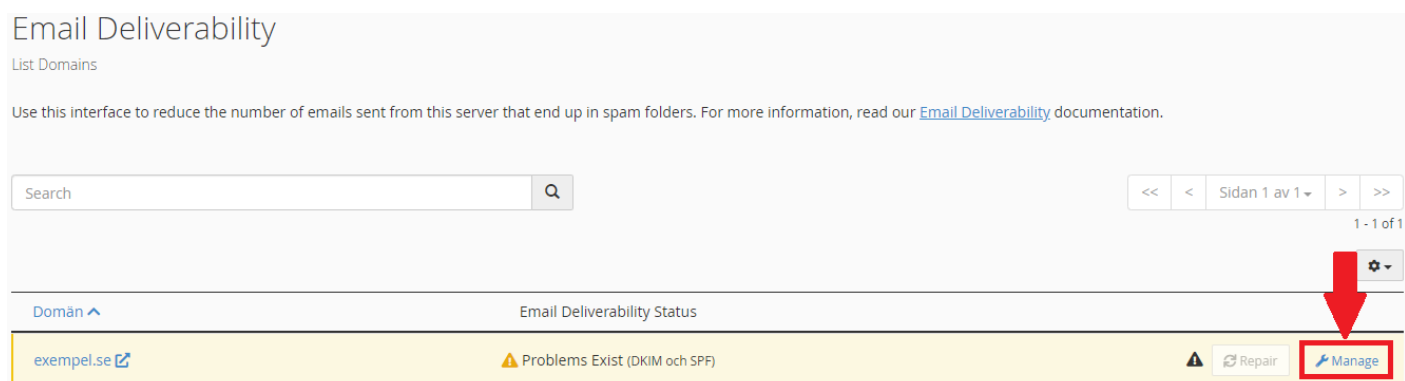 Email Deliverability
List Domains
Use this interface to reduce the number of emails sent from this server that end up in spam folders. For more information, read our Email Deliverability documentation.
Search
<< < Sidan 1 av 1 > >>
1 - 1 of 1
Domän Email Deliverability Status
exempel.se Problems Exist (DKIM och SPF) Repair Manage